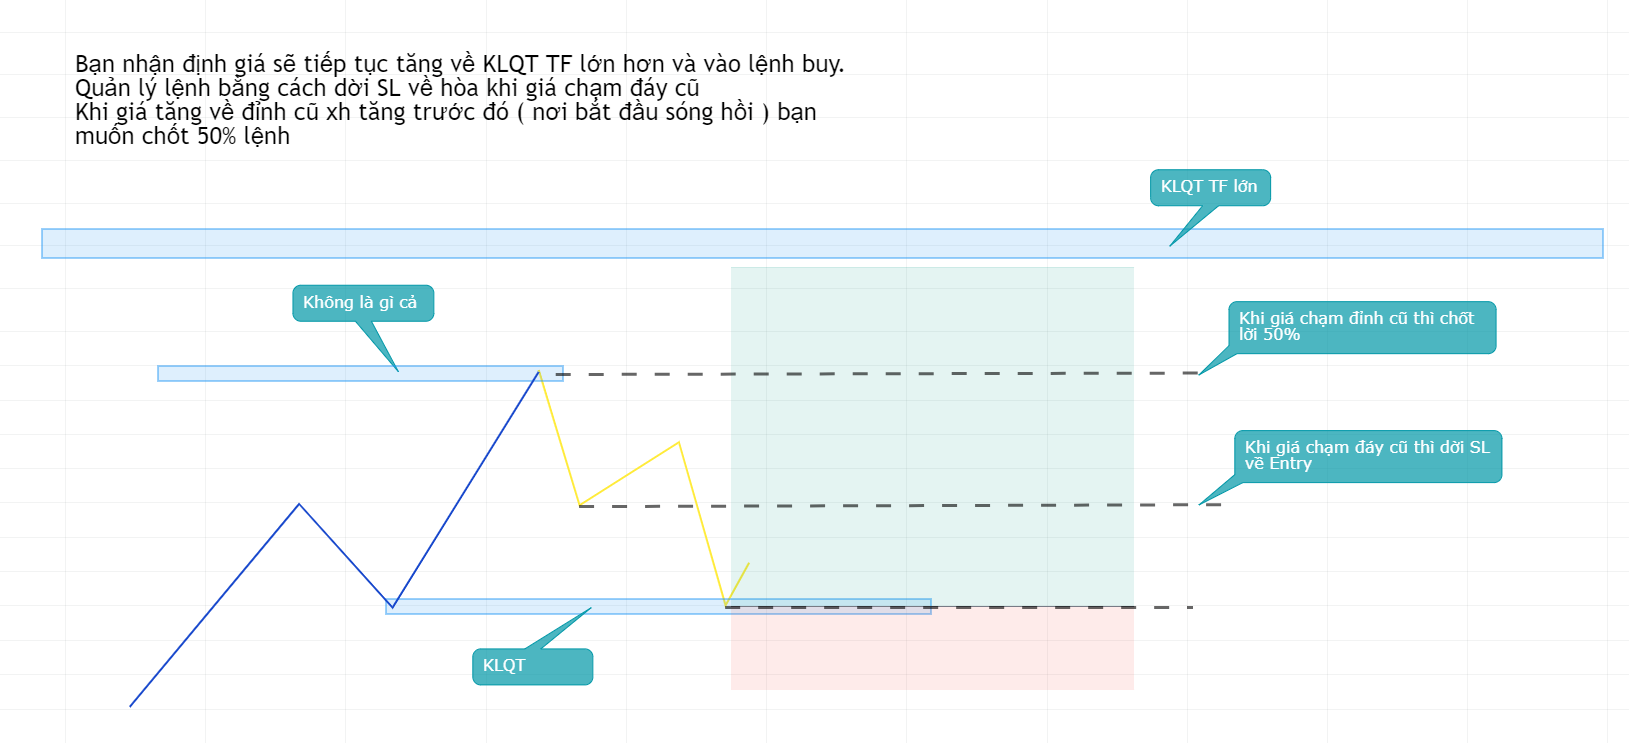 Bạn nhận định giá sẽ tiếp tục tăng về KLQT TF lớn hơn và vào lệnh buy.
Quản lý lệnh bằng cách dời SL về hòa khi giá chạm đáy cũ
Khi giá tăng về đỉnh cũ xh tăng trước đó ( nơi bắt đầu sóng hồi ) bạn
muốn chốt 50% lệnh
KLQT TF lớn
Không là gì cả
Khi giá chạm đỉnh cũ thì chốt
lời 50%
Khi giá chạm đáy cũ thì dời SL
về Entry
KLQT